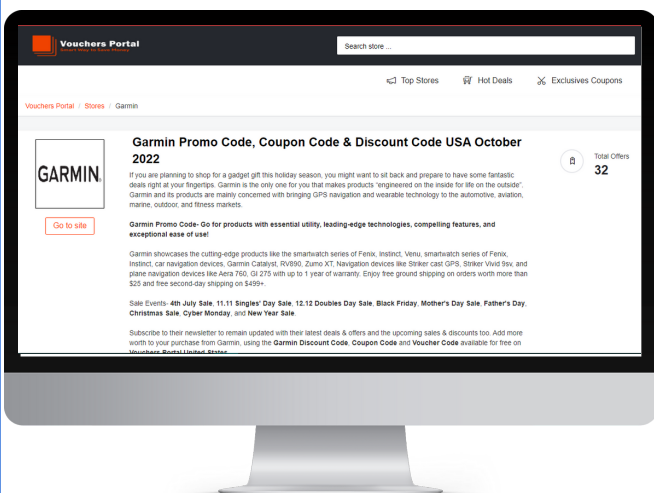 Vouchers Portal
Smart Way to Save Money
Search store ...
Top Stores
Hot Deals
Exclusives Coupons
Vouchers Portal / Stores / Garmin
GARMIN.
Go to site
Garmin Promo Code, Coupon Code & Discount Code USA October
2022
Total Offers
32
If you are planning to shop for a gadget gift this holiday season, you might want to sit back and prepare to have some fantastic
deals right at your fingertips. Garmin is the only one for you that makes products "engineered on the inside for life on the outside".
Garmin and its products are mainly concerned with bringing GPS navigation and wearable technology to the automotive, aviation,
marine, outdoor, and fitness markets.
Garmin Promo Code- Go for products with essential utility, leading-edge technologies, compelling features, and
exceptional ease of use!
Garmin showcases the cutting-edge products like the smartwatch series of Fenix, Instinct, Venu, smartwatch series of Fenix,
Instinct, car navigation devices, Garmin Catalyst, RV890, Zumo XT, Navigation devices like Striker cast GPS, Striker Vivid 9sv, and
plane navigation devices like Aera 760, GI 275 with up to 1 year of warranty. Enjoy free ground shipping on orders worth more than
$25 and free second-day shipping on $499+.
Sale Events- 4th July Sale, 11.11 Singles' Day Sale, 12.12 Doubles Day Sale, Black Friday, Mother's Day Sale, Father's Day,
Christmas Sale, Cyber Monday, and New Year Sale.
Subscribe to their newsletter to remain updated with their latest deals & offers and the upcoming sales & discounts too. Add more
worth to your purchase from Garmin, using the Garmin Discount Code, Coupon Code and Voucher Code available for free on
Vouchers Portal United States